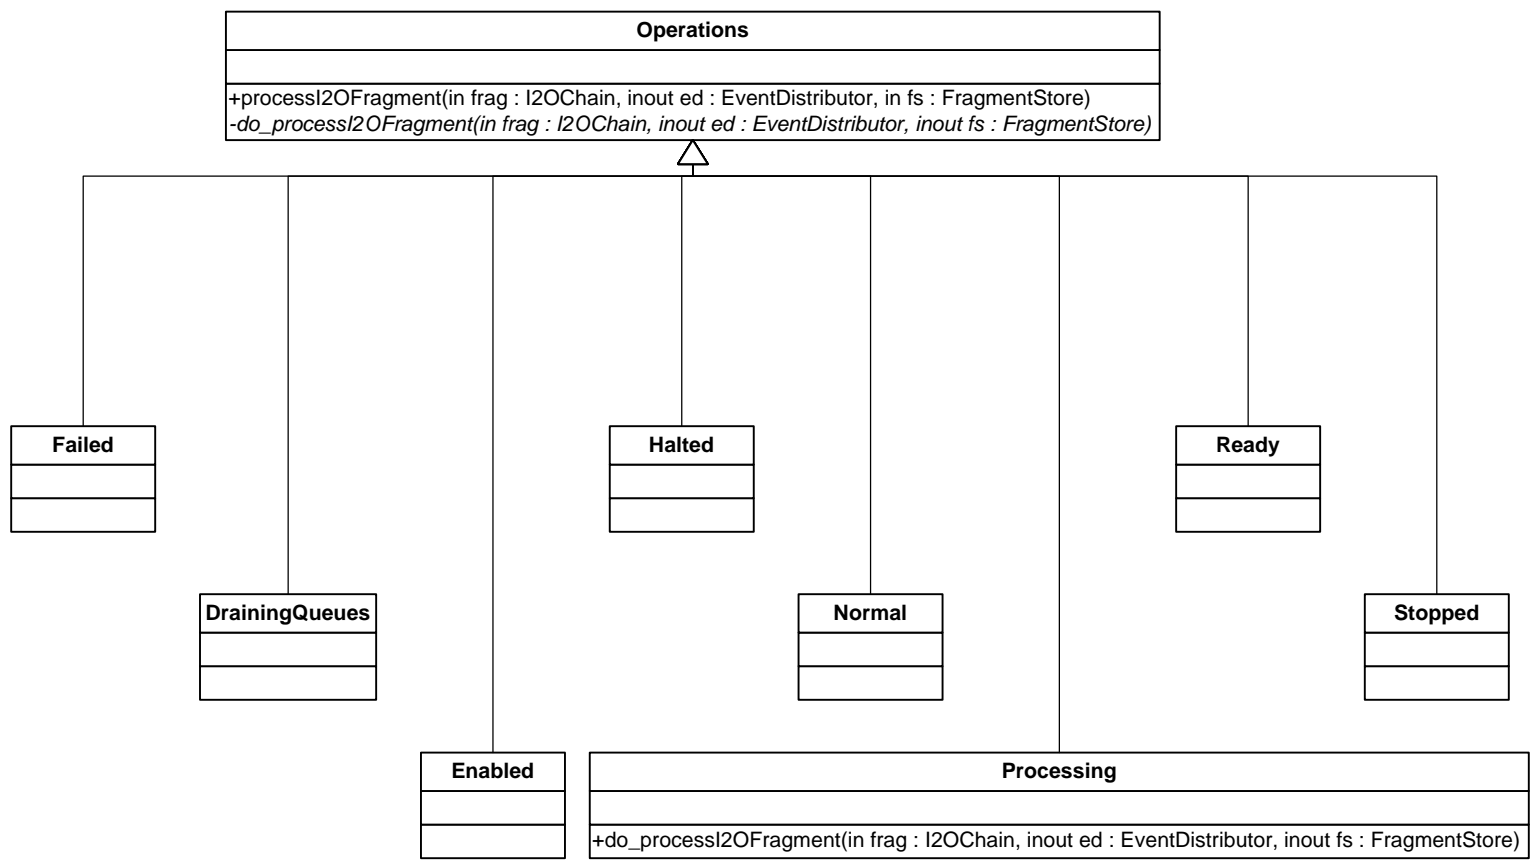 Operations
+processI2OFragment(in frag : I2OChain, inout ed : EventDistributor, in fs : FragmentStore)
-do_processI2OFragment(in frag : I2OChain, inout ed : EventDistributor, inout fs : FragmentStore)
Failed
Halted
Ready
DrainingQueues
Normal
Stopped
Enabled
Processing
+do_processI2OFragment(in frag : I2OChain, inout ed : EventDistributor, inout fs : FragmentStore)